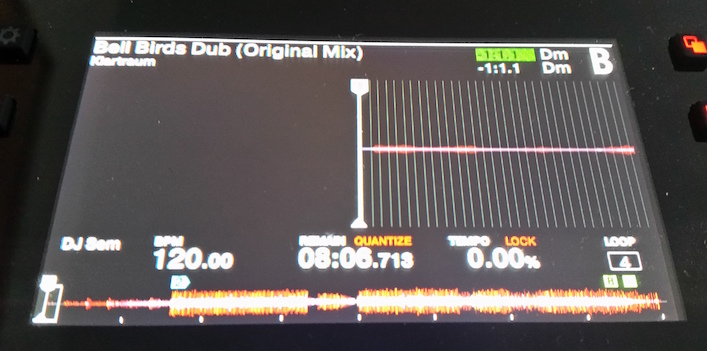 Bell Birds Dub (Original Mix)
Klartraum
-1:1.1 Dm
-1:1.1 Dm
B
DJ Sem
BPM
120.00
REMAIN QUANTIZE
08:06.713
TEMPO LOCK
0.00%
LOOP
4
H